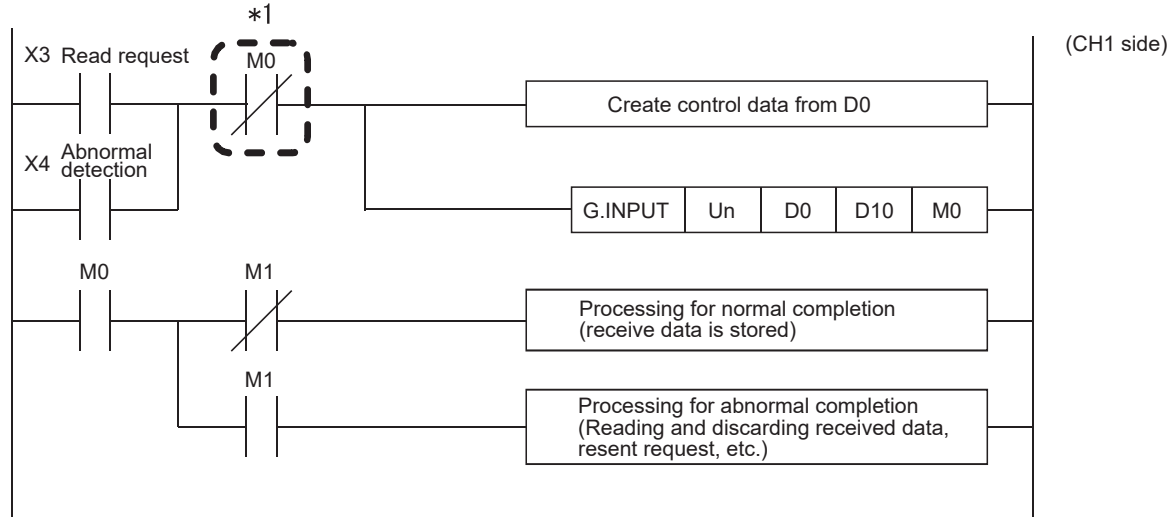 *1
(CH1 side)
X3 Read request
M0
Create control data from D0
X4 Abnormal
detection
G.INPUT Un D0 D10 M0
M0
M1
Processing for normal completion
(receive data is stored)
M1
Processing for abnormal completion
(Reading and discarding received data,
resent request, etc.)